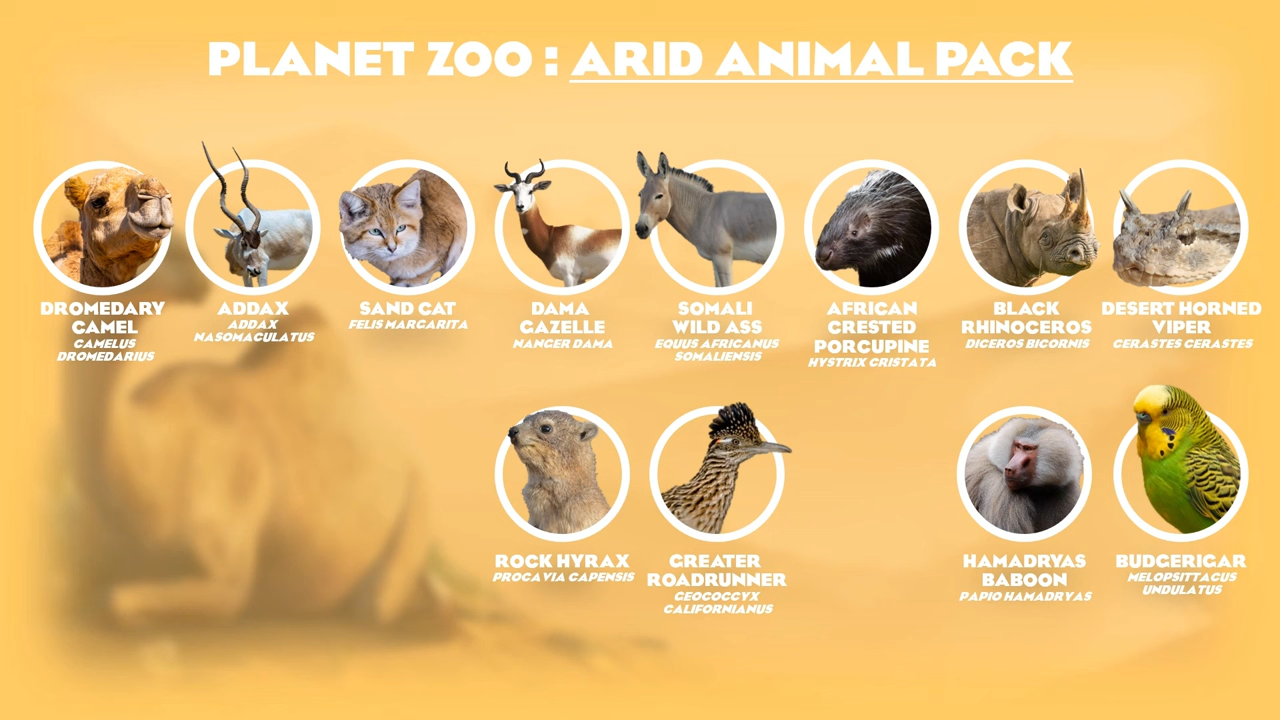 PLANET ZOO : ARID ANIMAL PACK
DROMEDARY
CAMEL
CAMELUS
DROMEDARIUS
ADDAX
ADDAX
NASOMACULATUS
SAND CAT
FELIS MARGARITA
DAMA
GAZELLE
NANGER DAMA
SOMALI
WILD ASS
EQUUS AFRICANUS
SOMALIENSIS
AFRICAN
CRESTED
PORCUPINE
HYSTRIX CRISTATA
BLACK
RHINOCEROS
DICEROS BICORNIS
DESERT HORNED
VIPER
CERASTES CERASTES
ROCK HYRAX
PROCAVIA CAPENSIS
GREATER
ROADRUNNER
GEOCOCCYX
CALIFORNIANUS
HAMADRYAS
BABOON
PAPIO HAMADRYAS
BUDGERIGAR
MELOPSITTACUS
UNDULATUS